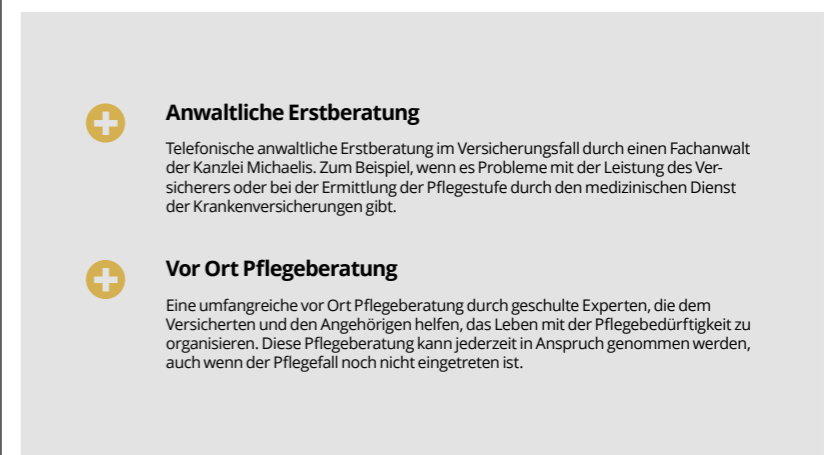 Anwaltliche Erstberatung
Telefonische anwaltliche Erstberatung im Versicherungsfall durch einen Fachanwalt
der Kanzlei Michaelis. Zum Beispiel, wenn es Probleme mit der Leistung des Ver-
sicherers oder bei der Ermittlung der Pflegestufe durch den medizinischen Dienst
der Krankenversicherungen gibt.
Vor Ort Pflegeberatung
Eine umfangreiche vor Ort Pflegeberatung durch geschulte Experten, die dem
Versicherten und den Angehörigen helfen, das Leben mit der Pflegebedürftigkeit zu
organisieren. Diese Pflegeberatung kann jederzeit in Anspruch genommen werden,
auch wenn der Pflegefall noch nicht eingetreten ist.